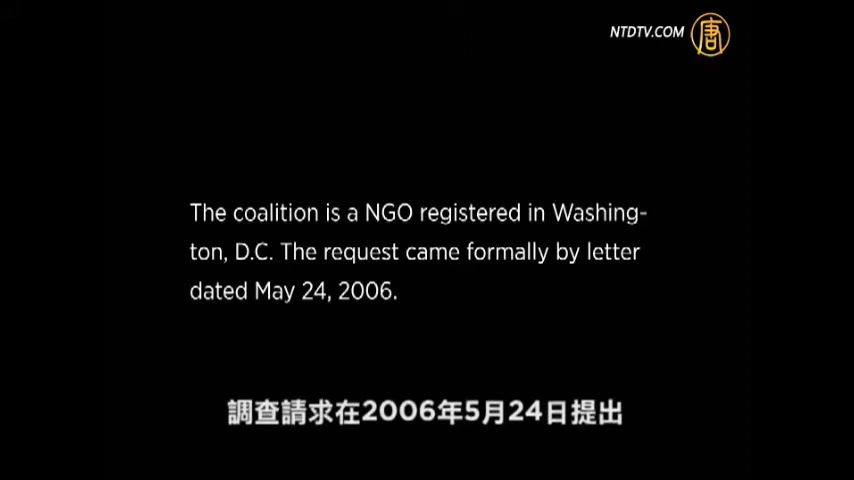 NTDTV.COM 唐
The coalition is a NGO registered in Washing-
ton, D.C. The request came formally by letter
dated May 24, 2006.
調查請求在2006年5月24日提出